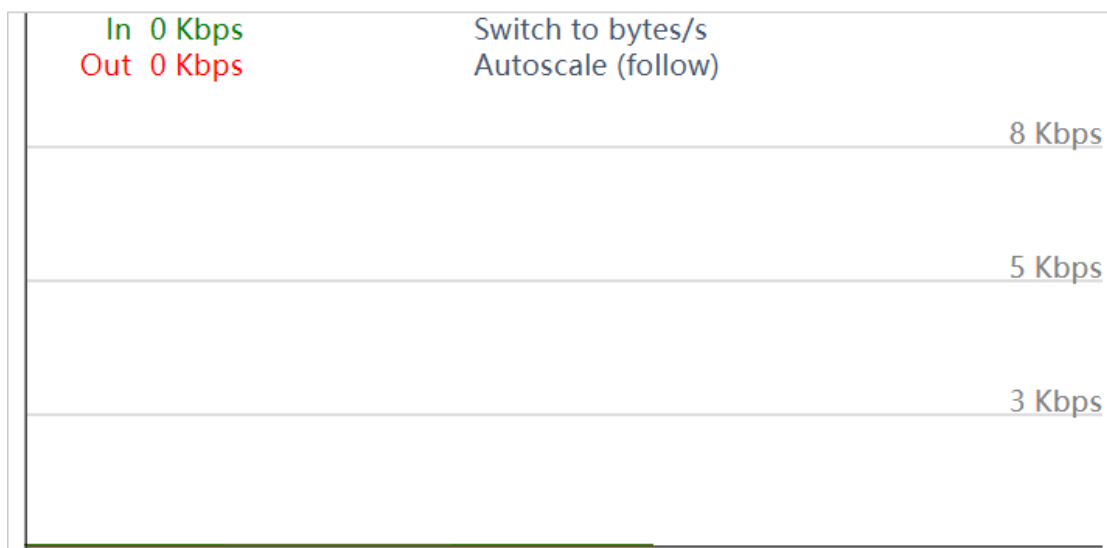 In 0 Kbps Switch to bytes/s
Out 0 Kbps Autoscale (follow)
8 Kbps
5 Kbps
3 Kbps